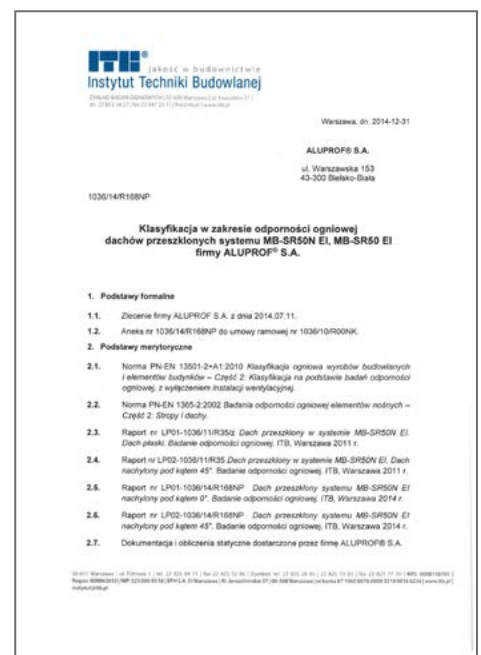 ITB®
jakość w budownictwie
Instytut Techniki Budowlanej
Warszawa, dn. 2014-12-31
ALUPROF® S.A.
ul. Warszawska 153
43-300 Bielsko-Biała
1036/14/R168NP
Klasyfikacja w zakresie odporności ogniowej
dachów przeszklonych systemu MB-SR50N EI, MB-SR50 EI
firmy ALUPROF® S.A.
1. Podstawy formalne
1.1. Zlecenie firmy ALUPROF S.A. z dnia 2014.07.11.
1.2. Aneks nr 1036/14/R168NP do umowy ramowej nr 1036/10/R00NK.
2. Podstawy merytoryczne
2.1. Norma PN-EN 13501-2+A1:2010 Klasyfikacja ogniowa wyrobów budowlanych
i elementów budynków – Część 2: Klasyfikacja na podstawie badań odporności
ogniowej, z wyłączeniem instalacji wentylacyjnej.
2.2. Norma PN-EN 1365-2:2002 Badania odporności ogniowej elementów nośnych –
Część 2: Stropy i dachy.
2.3. Raport nr LP01-1036/11/R35/z Dach przeszklony w systemie MB-SR50N EI.
Dach płaski. Badanie odporności ogniowej, ITB, Warszawa 2011 r.
2.4. Raport nr LP02-1036/11/R35 Dach przeszklony w systemie MB-SR50N EI. Dach
nachylony pod kątem 45°. Badanie odporności ogniowej. ITB, Warszawa 2011 r.
2.5. Raport nr LP01-1036/14/R168NP Dach przeszklony systemu MB-SR50N EI
nachylony pod kątem 0°. Badanie odporności ogniowej, ITB, Warszawa 2014 r.
2.6. Raport nr LP02-1036/14/R168NP Dach przeszklony systemu MB-SR50N EI
nachylony pod kątem 45°. Badanie odporności ogniowej. ITB, Warszawa 2014 r.
2.7. Dokumentacja i obliczenia statyczne dostarczone przez firmę ALUPROF® S.A.